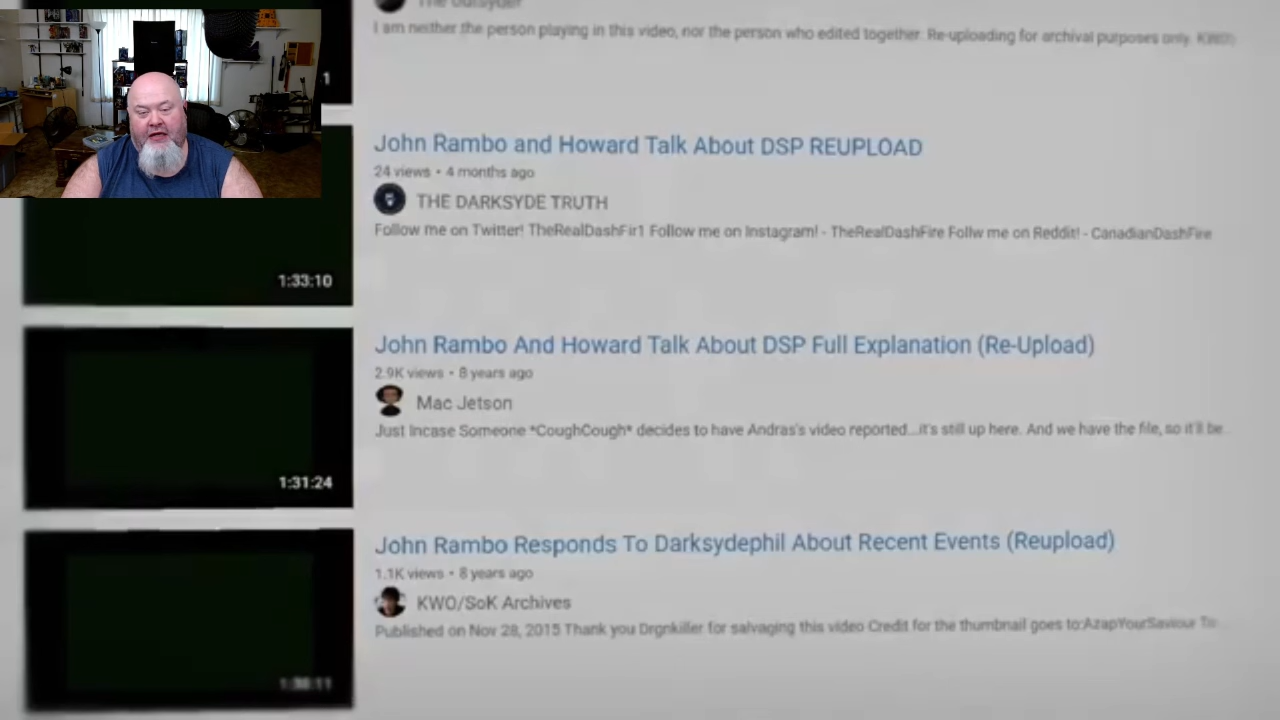 I am neither the person playing in this video, nor the person who edited together. Re-uploading for archival purposes only.
1
John Rambo and Howard Talk About DSP REUPLOAD
24 views • 4 months ago
THE DARKSYDE TRUTH
Follow me on Twitter! TheRealDashFir1 Follow me on Instagram! - TheRealDashFire Follw me on Reddit! - CanadianDashFire
1:33:10
John Rambo And Howard Talk About DSP Full Explanation (Re-Upload)
2.9K views • 8 years ago
Mac Jetson
Just Incase Someone *CoughCough* decides to have Andras's video reported...it's still up here. And we have the file, so it'll be
1:31:24
John Rambo Responds To Darksydephil About Recent Events (Reupload)
1.1K views • 8 years ago
KWO/SoK Archives
Published on Nov 28, 2015 Thank you Drgnkiller for salvaging this video Credit for the thumbnail goes to:AzapYourSaviour To